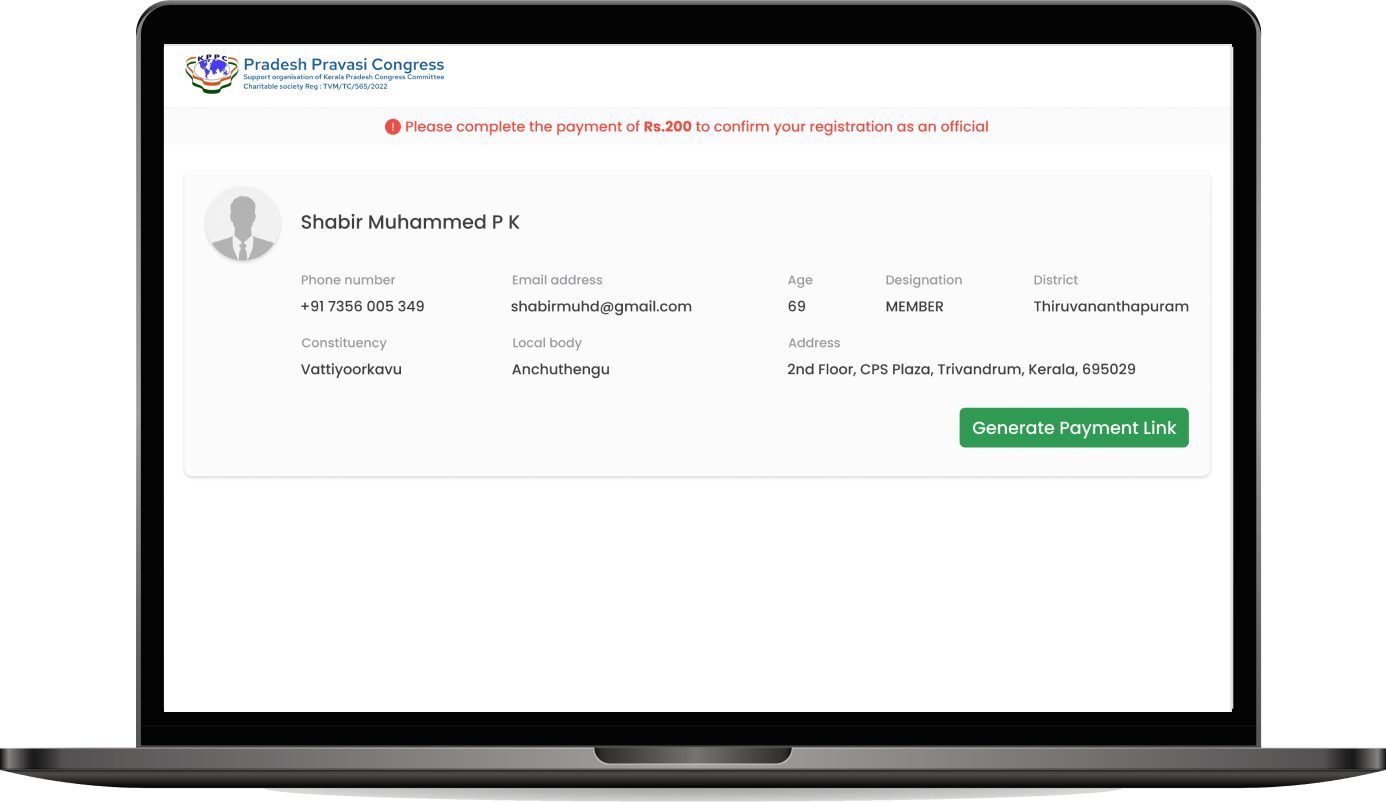 KPPC
Pradesh Pravasi Congress
Support organisation of Kerala Pradesh Congress Committee
Charitable society Reg : TVM/TC/565/2022
! Please complete the payment of Rs.200 to confirm your registration as an official
Shabir Muhammed P K
Phone number Email address Age Designation District
+91 7356 005 349 shabirmuhd@gmail.com 69 MEMBER Thiruvananthapuram
Constituency Local body Address
Vattiyoorkavu Anchuthengu 2nd Floor, CPS Plaza, Trivandrum, Kerala, 695029
Generate Payment Link